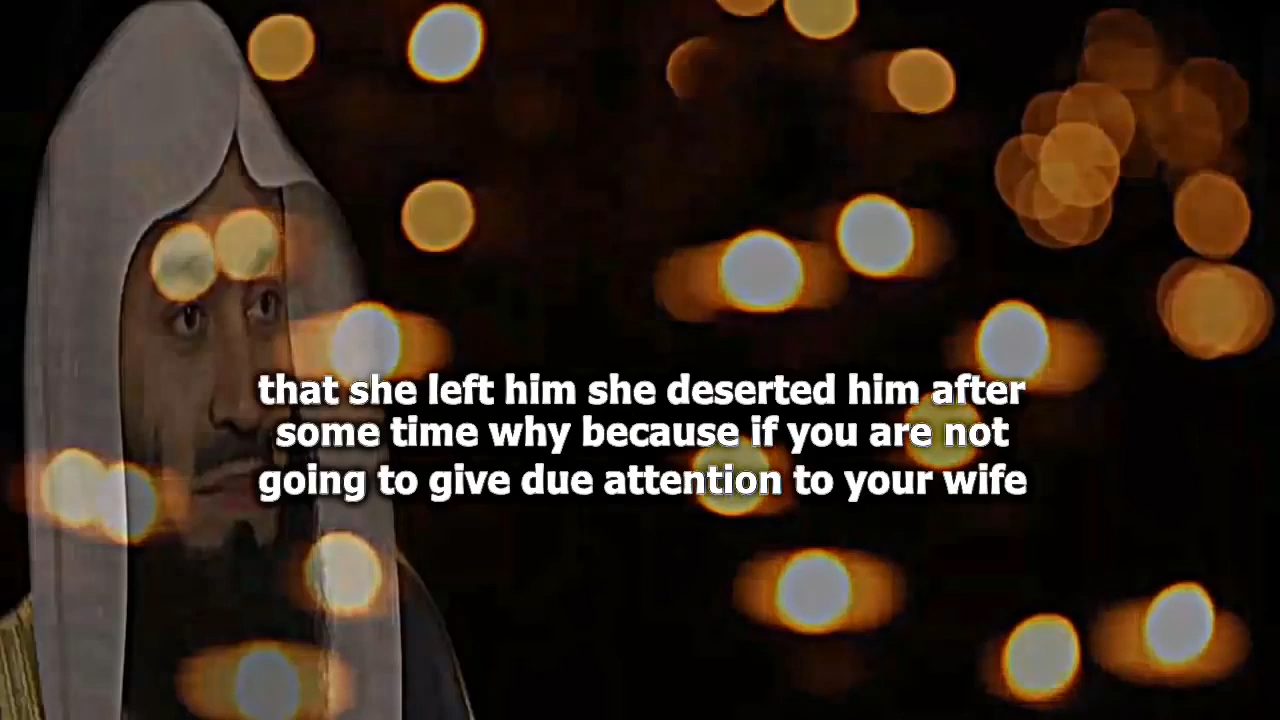 that she left him she deserted him after
some time why because if you are not
going to give due attention to your wife